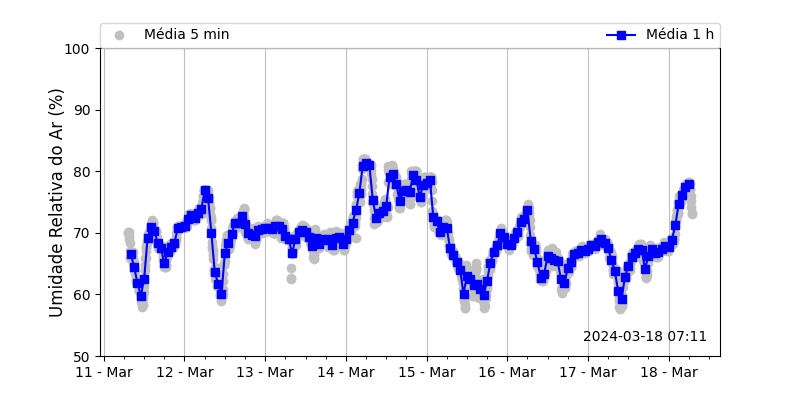 Média 5 min
Média 1 h
Umidade Relativa do Ar (%)
100
90
80
70
60
50
2024-03-18 07:11
11 - Mar
12 - Mar
13 - Mar
14 - Mar
15 - Mar
16 - Mar
17 - Mar
18 - Mar